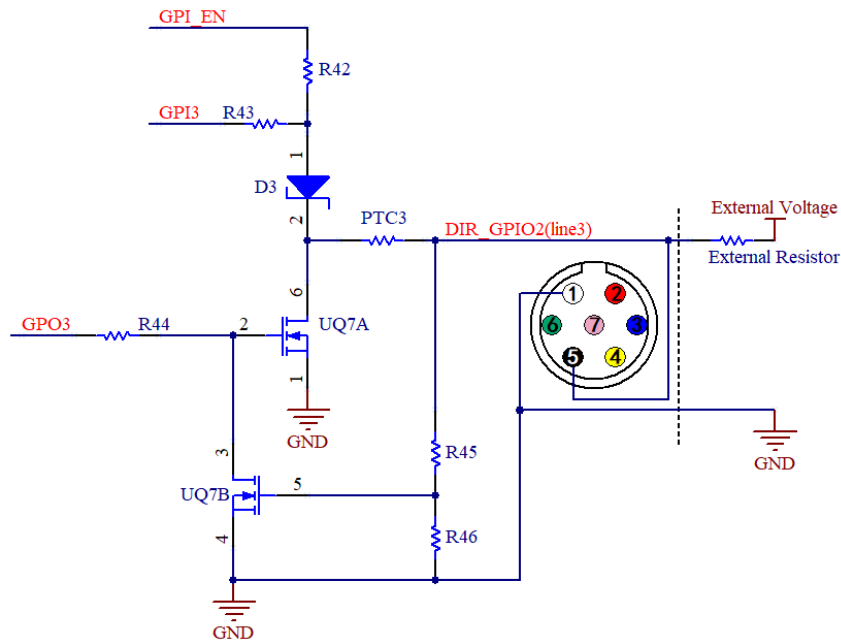 GPI_EN
R42
GPI3
R43
1
D3
2
PTC3
DIR_GPIO2(line3)
External Voltage
External Resistor
6
1
2
6
7
3
5
4
GPO3
R44
2
UQ7A
1
GND
GND
3
R45
UQ7B
5
4
R46
GND